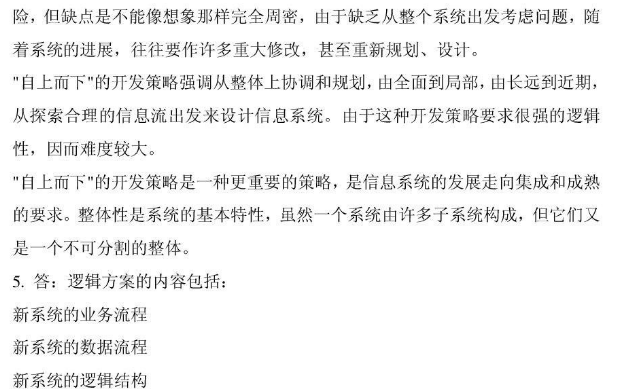 险，但缺点是不能像想象那样完全周密，由于缺乏从整个系统出发考虑问题，随
着系统的进展，往往要作许多重大修改，甚至重新规划、设计。
"自上而下"的开发策略强调从整体上协调和规划，由全面到局部，由长远到近期，
从探索合理的信息流出发来设计信息系统。由于这种开发策略要求很强的逻辑
性，因而难度较大。
"自上而下"的开发策略是一种更重要的策略，是信息系统的发展走向集成和成熟
的要求。整体性是系统的基本特性，虽然一个系统由许多子系统构成，但它们又
是一个不可分割的整体。
5. 答：逻辑方案的内容包括：
新系统的业务流程
新系统的数据流程
新系统的逻辑结构